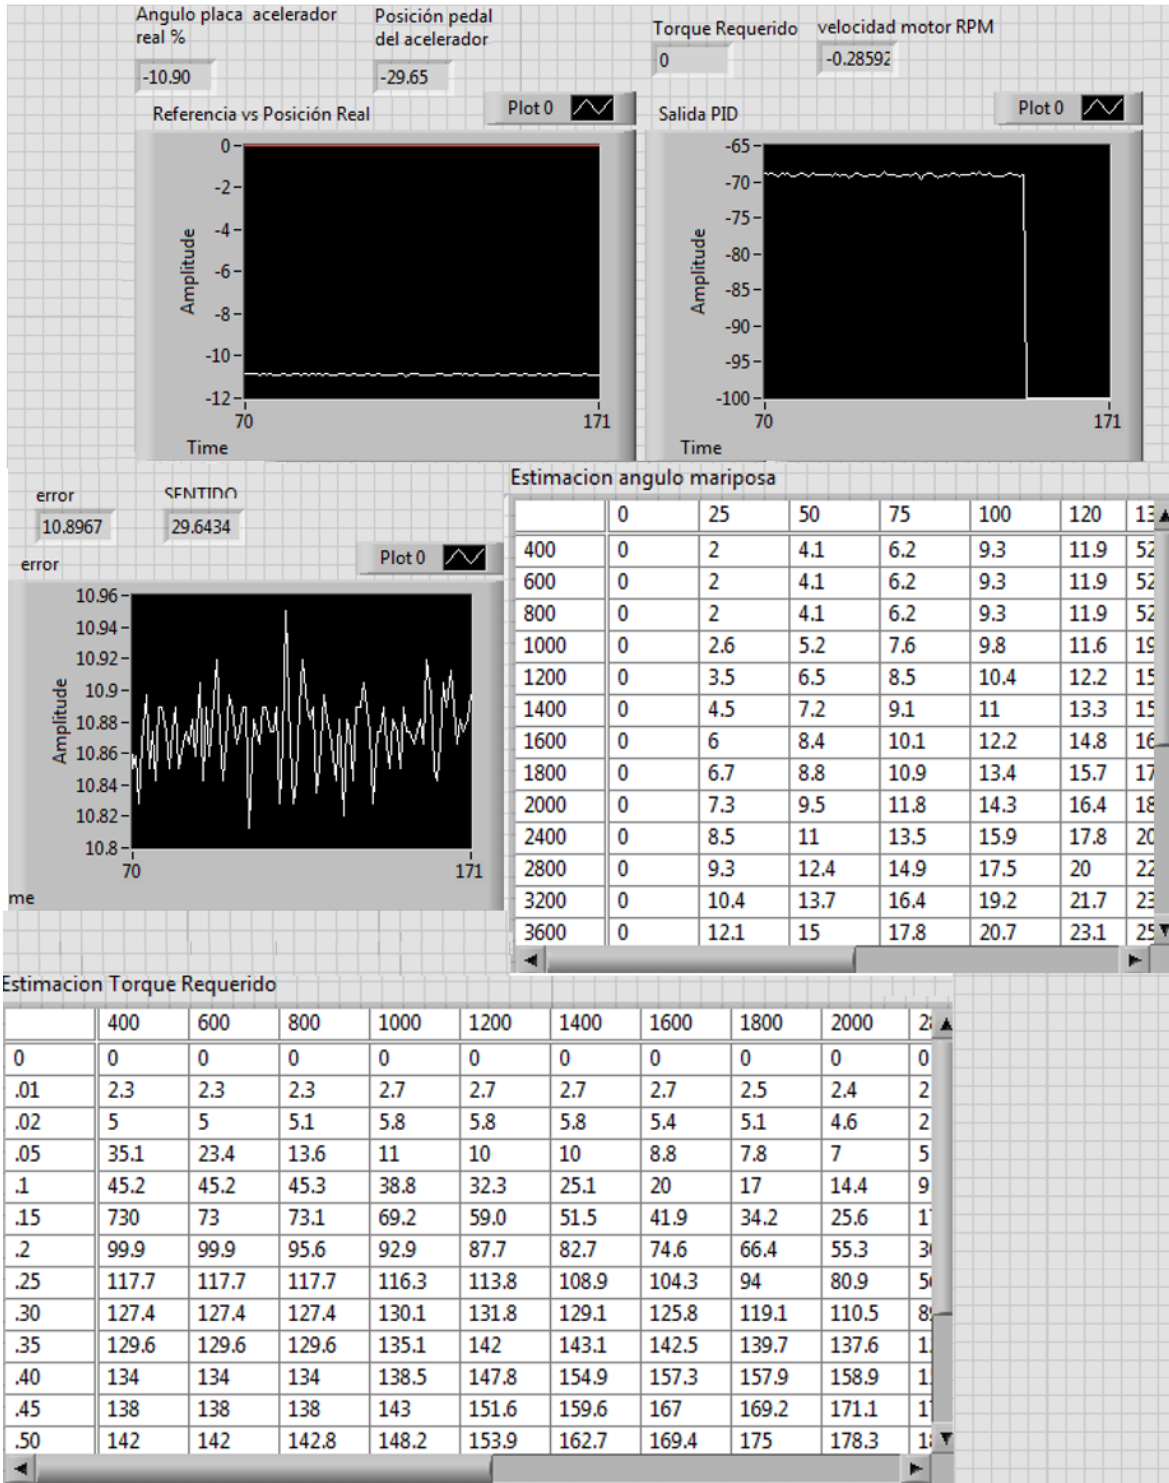 Angulo placa acelerador
real %
-10.90
Posición pedal
del acelerador
-29.65
Torque Requerido
0
velocidad motor RPM
-0.28592
Referencia vs Posición Real
Plot 0
0
-2
-4
-6
-8
-10
-12
Amplitude
70
171
Time
Salida PID
Plot 0
-65
-70
-75
-80
-85
-90
-95
-100
Amplitude
70
171
Time
error
10.8967
SENTIDO
29.6434
error
Plot 0
10.96
10.94
10.92
10.9
10.88
10.86
10.84
10.82
10.8
Amplitude
70
171
me
Estimacion angulo mariposa
0 25 50 75 100 120 13
400 0 2 4.1 6.2 9.3 11.9 52
600 0 2 4.1 6.2 9.3 11.9 52
800 0 2 4.1 6.2 9.3 11.9 52
1000 0 2.6 5.2 7.6 9.8 11.6 19
1200 0 3.5 6.5 8.5 10.4 12.2 15
1400 0 4.5 7.2 9.1 11 13.3 15
1600 0 6 8.4 10.1 12.2 14.8 16
1800 0 6.7 8.8 10.9 13.4 15.7 17
2000 0 7.3 9.5 11.8 14.3 16.4 18
2400 0 8.5 11 13.5 15.9 17.8 20
2800 0 9.3 12.4 14.9 17.5 20 22
3200 0 10.4 13.7 16.4 19.2 21.7 23
3600 0 12.1 15 17.8 20.7 23.1 25
Estimacion Torque Requerido
400 600 800 1000 1200 1400 1600 1800 2000
0 0 0 0 0 0 0 0 0 0 0
.01 2.3 2.3 2.3 2.7 2.7 2.7 2.7 2.5 2.4 2
.02 5 5 5.1 5.8 5.8 5.8 5.4 5.1 4.6 2
.05 35.1 23.4 13.6 11 10 10 8.8 7.8 7 5
.1 45.2 45.2 45.3 38.8 32.3 25.1 20 17 14.4 9
.15 730 73 73.1 69.2 59.0 51.5 41.9 34.2 25.6
.2 99.9 99.9 95.6 92.9 87.7 82.7 74.6 66.4 55.3
.25 117.7 117.7 117.7 116.3 113.8 108.9 104.3 94 80.9
.30 127.4 127.4 127.4 130.1 131.8 129.1 125.8 119.1 110.5
.35 129.6 129.6 129.6 135.1 142 143.1 142.5 139.7 137.6
.40 134 134 134 138.5 147.8 154.9 157.3 157.9 158.9
.45 138 138 138 143 151.6 159.6 167 169.2 171.1
.50 142 142 142.8 148.2 153.9 162.7 169.4 175 178.3